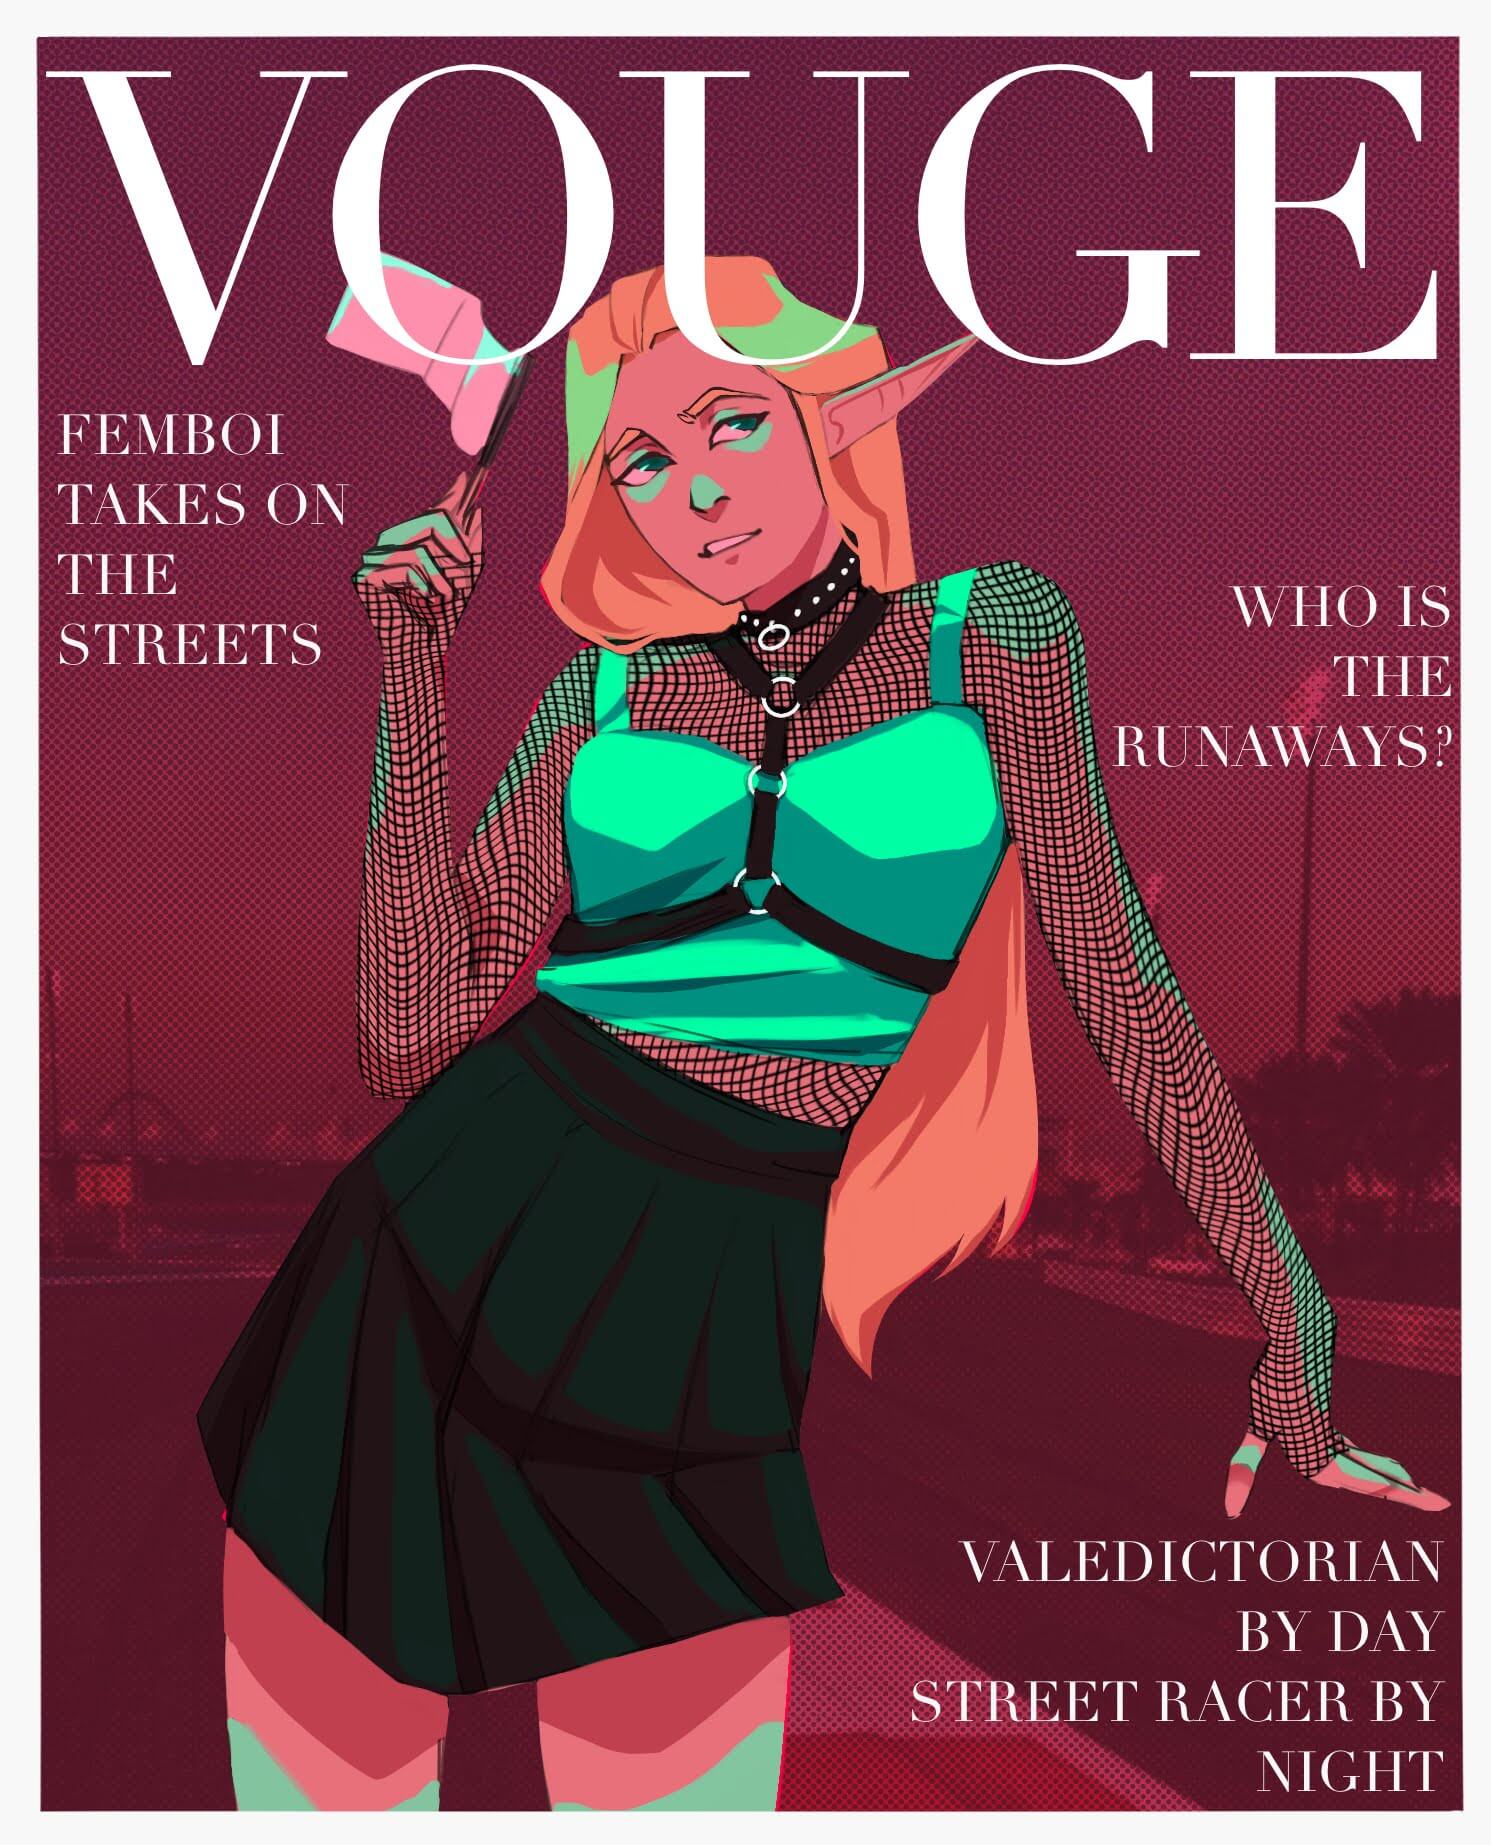 VOUGE
FEMBOI
TAKES ON
THE
STREETS
WHO IS
THE
RUNAWAYS?
VALEDICTORIAN
BY DAY
STREET RACER BY
NIGHT